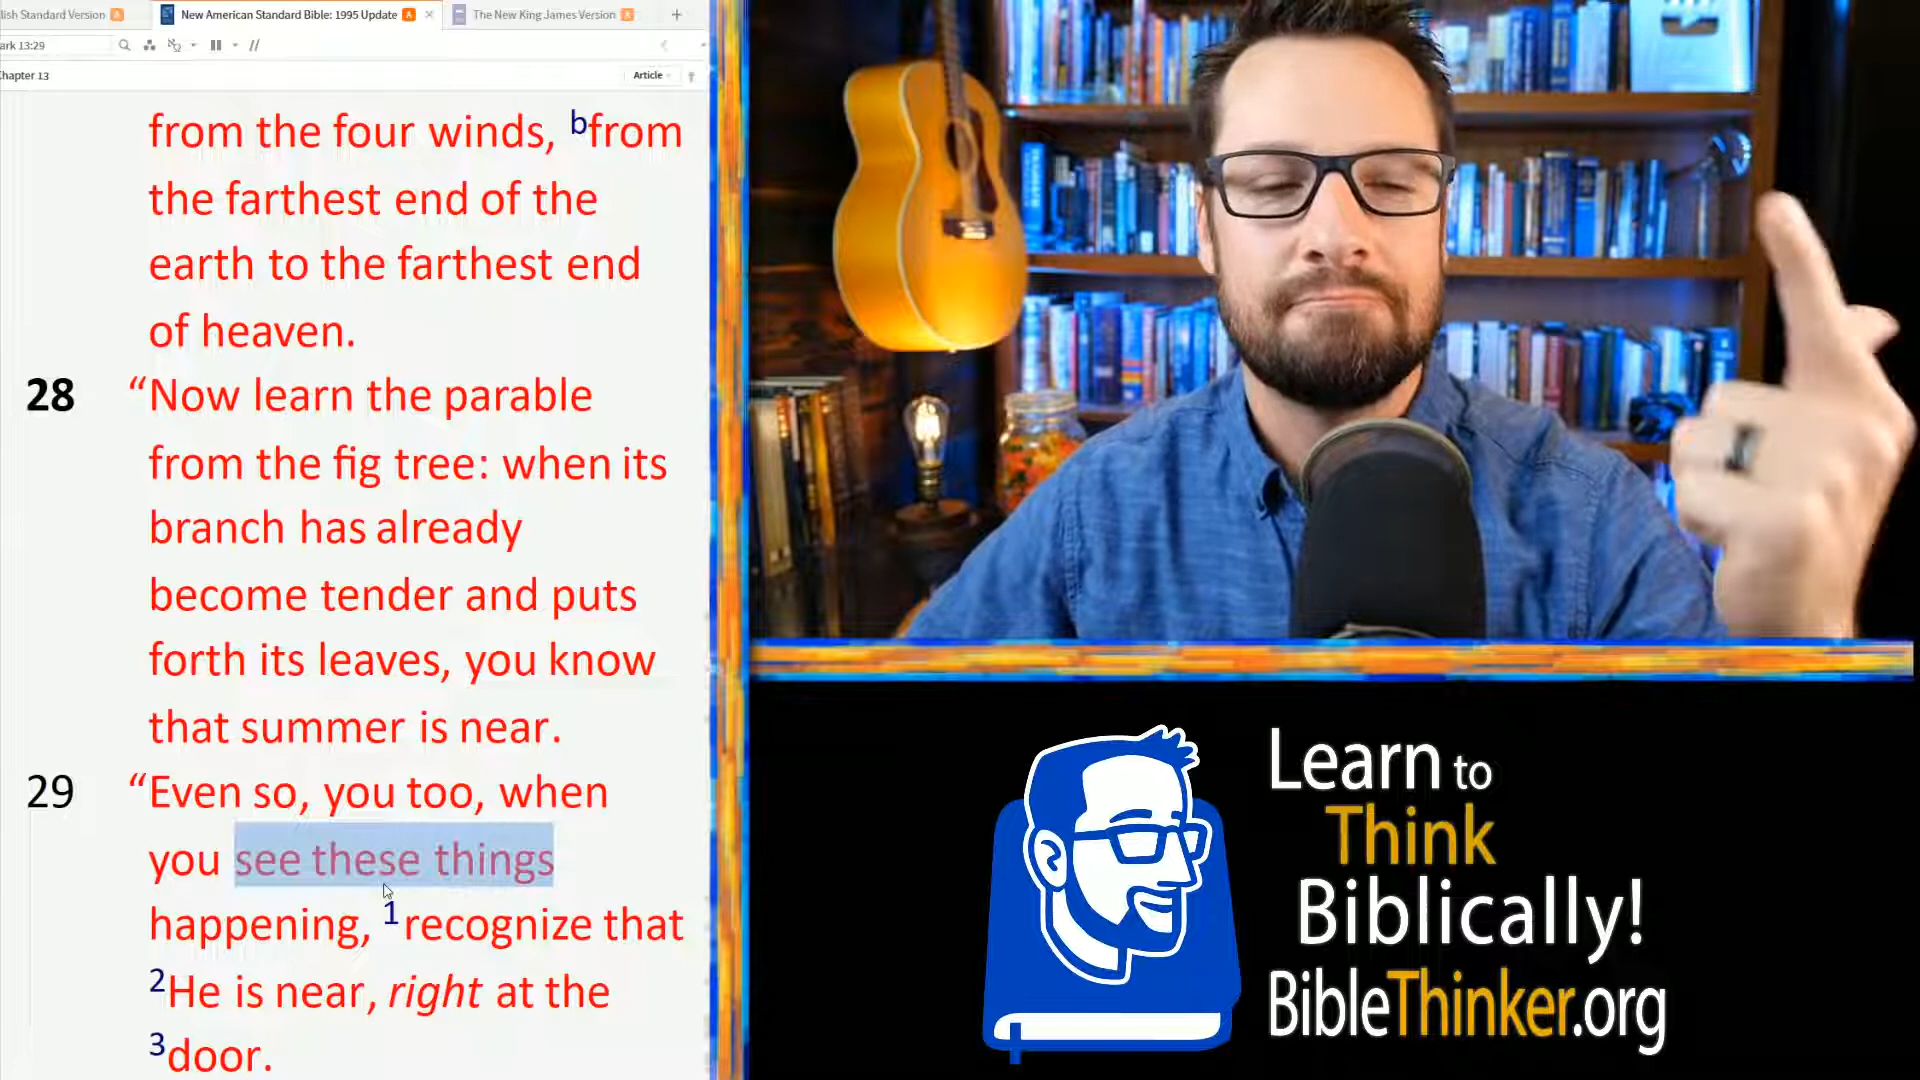 lish Standard Version A
New American Standard Bible: 1995 Update A
The New King James Version A
ark 13:29
Chapter 13
Article
from the four winds, bfrom
the farthest end of the
earth to the farthest end
of heaven.
28 “Now learn the parable
from the fig tree: when its
branch has already
become tender and puts
forth its leaves, you know
that summer is near.
29 “Even so, you too, when
you see these things
happening, 1recognize that
2He is near, right at the
3door.
Learn to
Think
Biblically!
BibleThinker.org